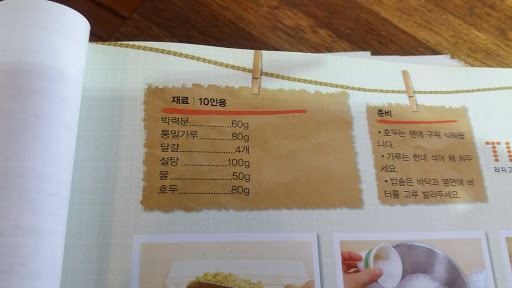 재료 | 10인용
박력분..................60g
통밀가루..............80g
달걀......................4개
설탕..................100g
물........................50g
호두....................80g
준비
• 호두는 팬에 구워 식혀둡
니다.
• 가루는 한데 섞어 체 쳐두
세요.
• 밥솥은 바닥과 옆면에 버
터를 고루 발라두세요.